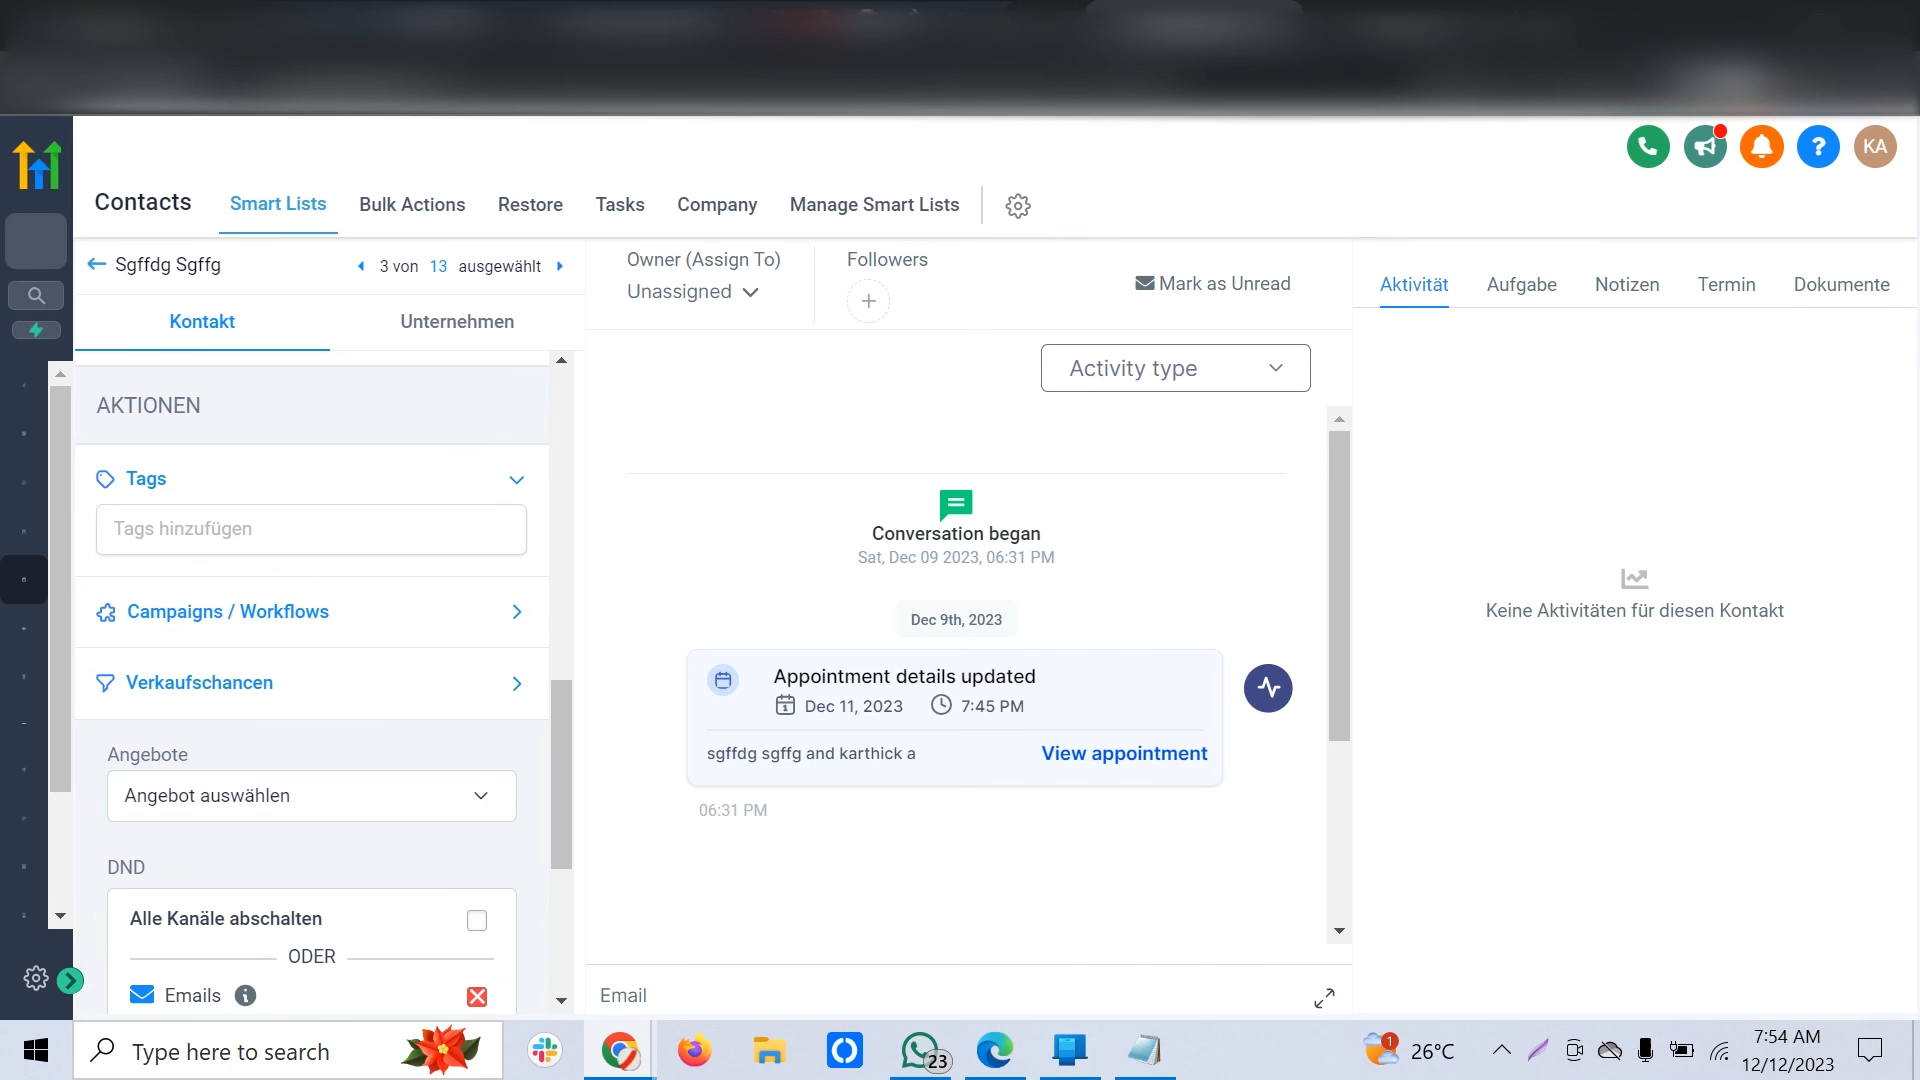 KA
Contacts
Smart Lists
Bulk Actions
Restore
Tasks
Company
Manage Smart Lists
Sgffdg Sgffg
3 von 13 ausgewählt
Kontakt
Unternehmen
AKTIONEN
Tags
Tags hinzufügen
Campaigns / Workflows
Verkaufschancen
Angebote
Angebot auswählen
DND
Alle Kanäle abschalten
ODER
Emails
Owner (Assign To)
Unassigned
Followers
Mark as Unread
Activity type
Conversation began
Sat, Dec 09 2023, 06:31 PM
Dec 9th, 2023
Appointment details updated
Dec 11, 2023
7:45 PM
sgffdg sgffg and karthick a
View appointment
06:31 PM
Email
Aktivität
Aufgabe
Notizen
Termin
Dokumente
Keine Aktivitäten für diesen Kontakt
Type here to search
23
1
26°C
7:54 AM
12/12/2023